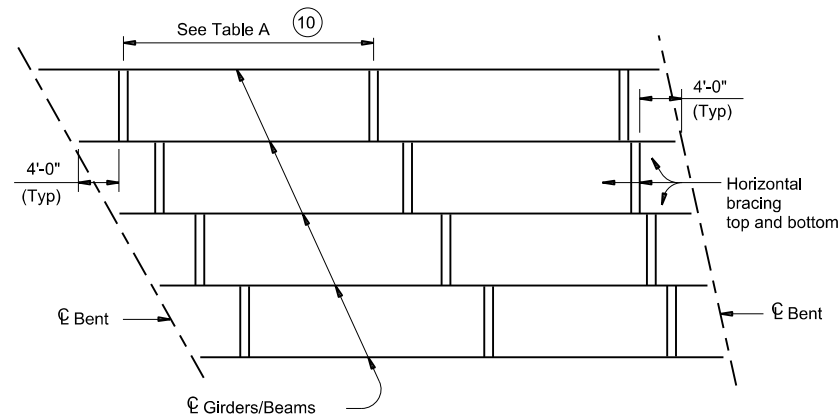 See Table A
10
4'-0"
(Typ)
4'-0"
(Typ)
Horizontal
bracing
top and bottom
℄ Bent
℄ Bent
℄ Girders/Beams